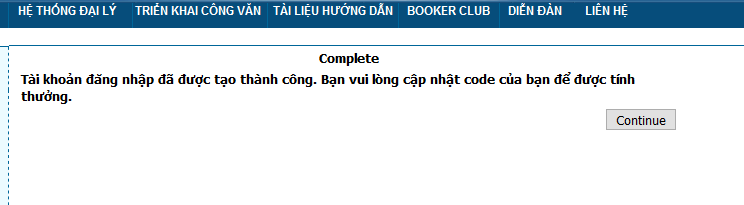 HỆ THỐNG ĐẠI LÝ TRIỂN KHAI CÔNG VĂN TÀI LIỆU HƯỚNG DẪN BOOKER CLUB DIỄN ĐÀN LIÊN HỆ
Complete
Tài khoản đăng nhập đã được tạo thành công. Bạn vui lòng cập nhật code của bạn để được tính
thưởng.
Continue